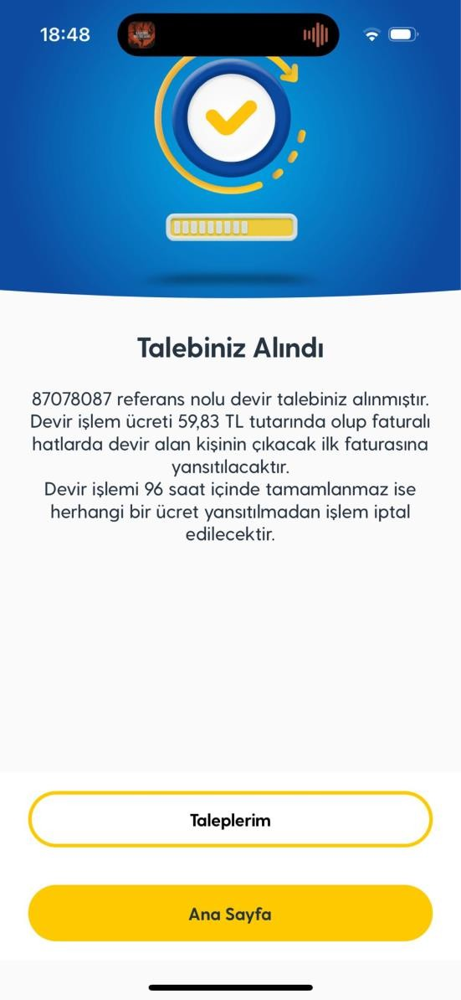 18:48
Talebiniz Alındı
87078087 referans nolu devir talebiniz alınmıştır.
Devir işlem ücreti 59,83 TL tutarında olup faturalı
hatlarda devir alan kişinin çıkacak ilk faturasına
yansıtılacaktır.
Devir işlemi 96 saat içinde tamamlanmaz ise
herhangi bir ücret yansıtılmadan işlem iptal
edilecektir.
Taleplerim
Ana Sayfa